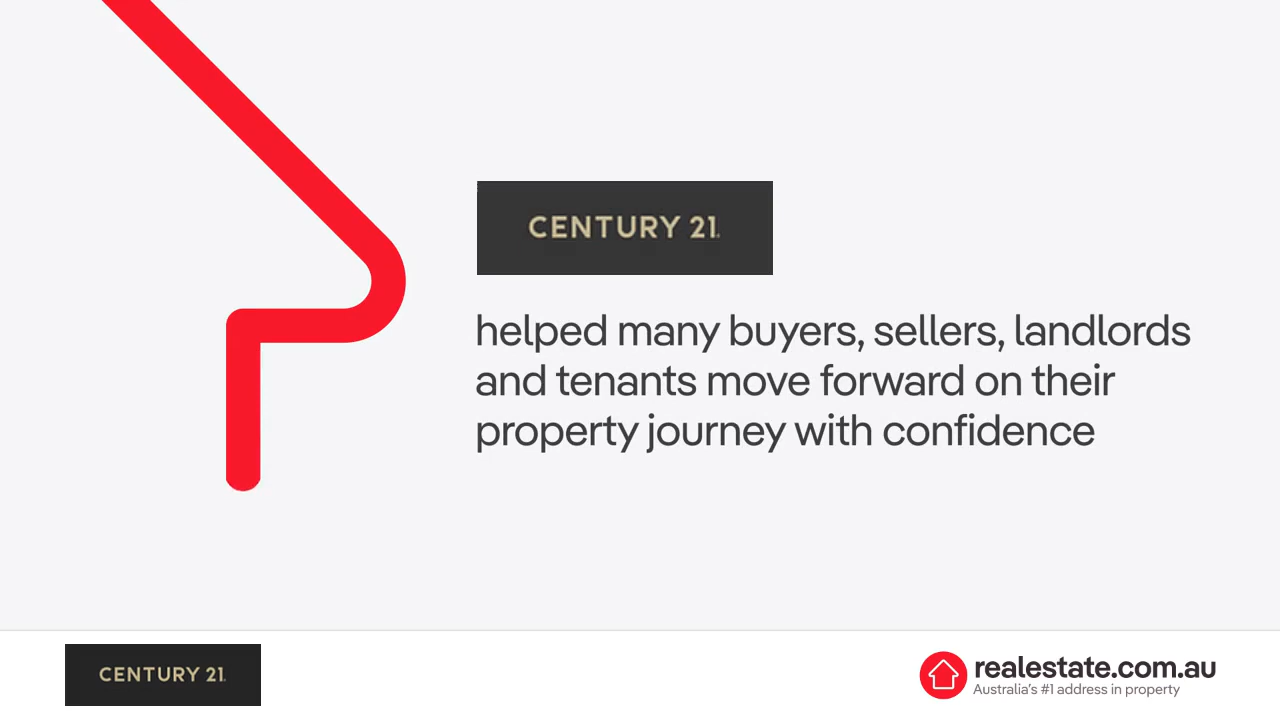 CENTURY 21.
helped many buyers, sellers, landlords
and tenants move forward on their
property journey with confidence
CENTURY 21.
realestate.com.au
Australia's #1 address in property